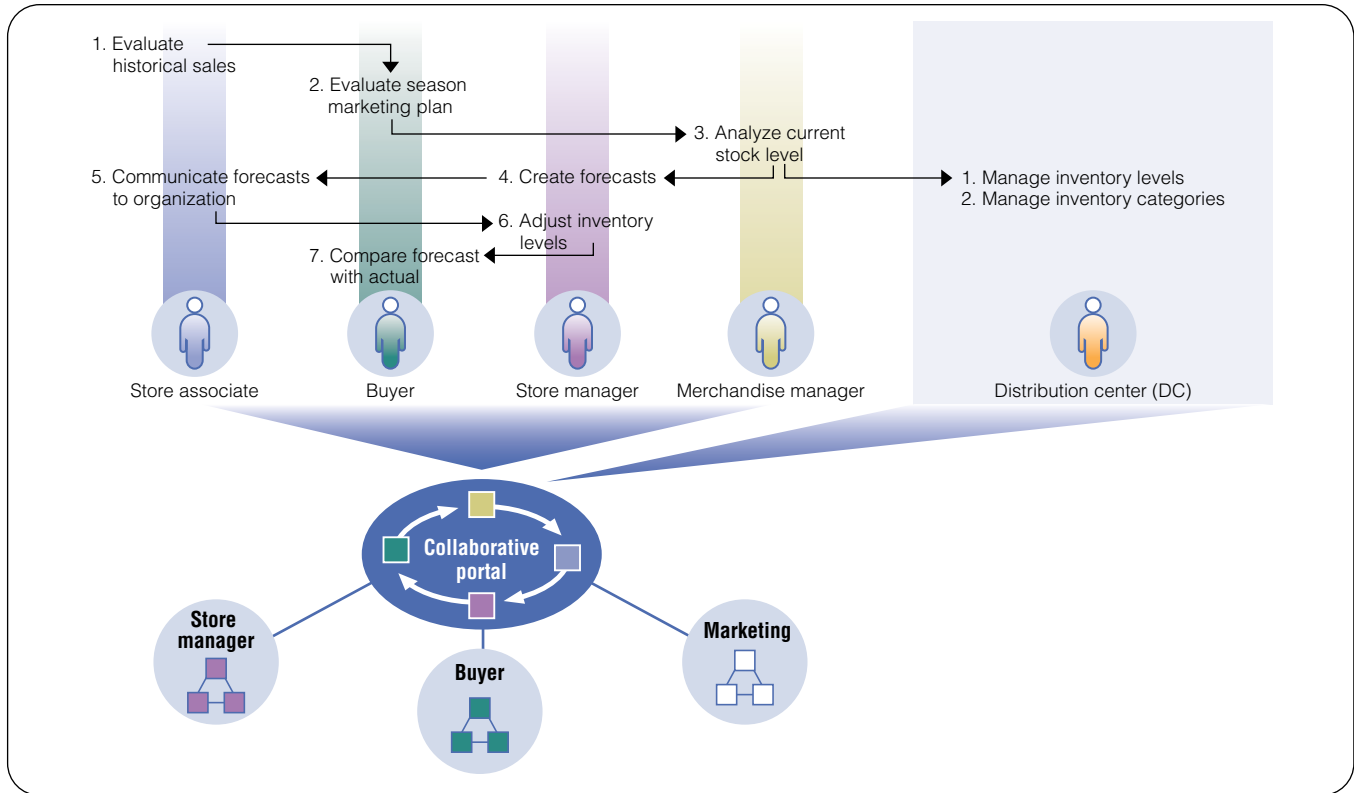 1. Evaluate
historical sales
2. Evaluate season
marketing plan
3. Analyze current
stock level
5. Communicate forecasts
to organization
4. Create forecasts
1. Manage inventory levels
2. Manage inventory categories
6. Adjust inventory
levels
7. Compare forecast
with actual
Store associate
Buyer
Store manager
Merchandise manager
Distribution center (DC)
Collaborative
portal
Store
manager
Buyer
Marketing